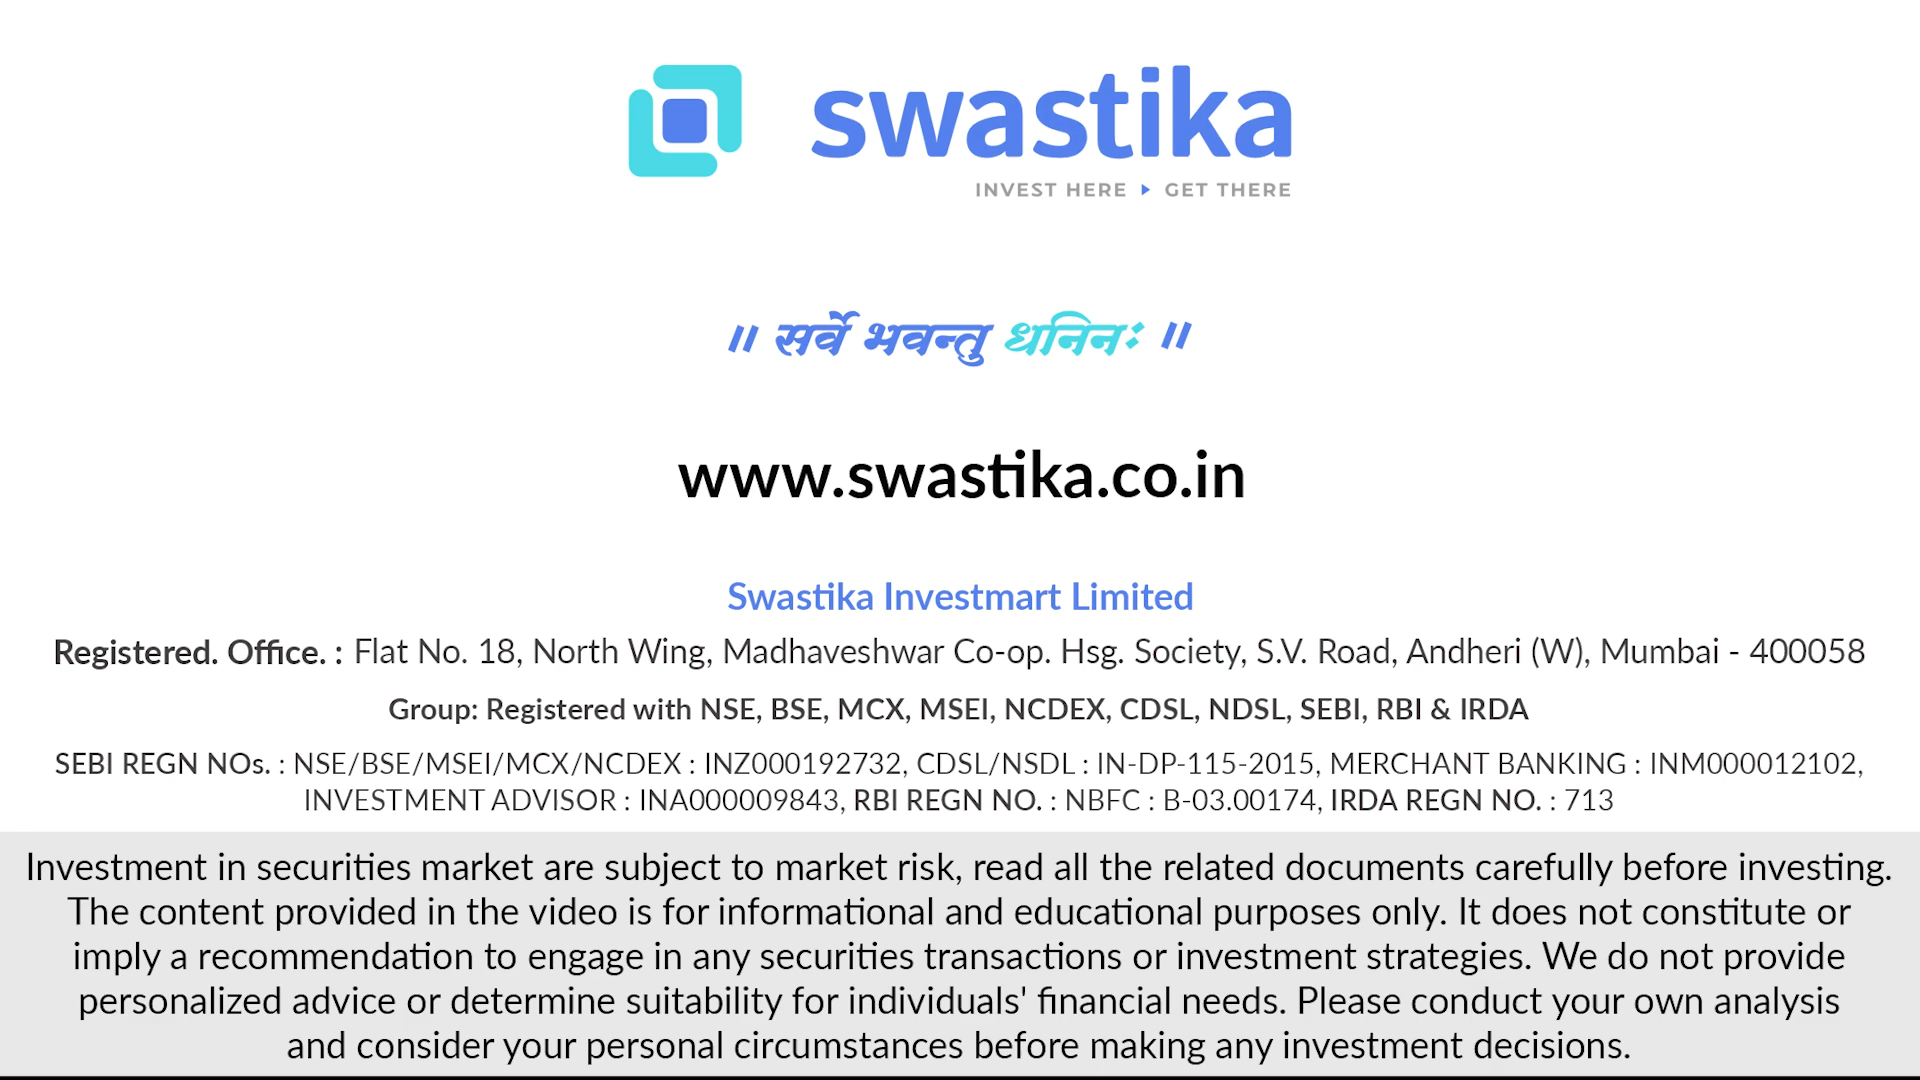 swastika
INVEST HERE ▸ GET THERE
॥ सर्वे भवन्तु धनिनः ॥
www.swastika.co.in
Swastika Investmart Limited
Registered. Office. : Flat No. 18, North Wing, Madhaveshwar Co-op. Hsg. Society, S.V. Road, Andheri (W), Mumbai - 400058
Group: Registered with NSE, BSE, MCX, MSEI, NCDEX, CDSL, NDSL, SEBI, RBI & IRDA
SEBI REGN NOs. : NSE/BSE/MSEI/MCX/NCDEX : INZ000192732, CDSL/NSDL : IN-DP-115-2015, MERCHANT BANKING : INM000012102,
INVESTMENT ADVISOR : INA000009843, RBI REGN NO. : NBFC : B-03.00174, IRDA REGN NO. : 713
Investment in securities market are subject to market risk, read all the related documents carefully before investing.
The content provided in the video is for informational and educational purposes only. It does not constitute or
imply a recommendation to engage in any securities transactions or investment strategies. We do not provide
personalized advice or determine suitability for individuals' financial needs. Please conduct your own analysis
and consider your personal circumstances before making any investment decisions.